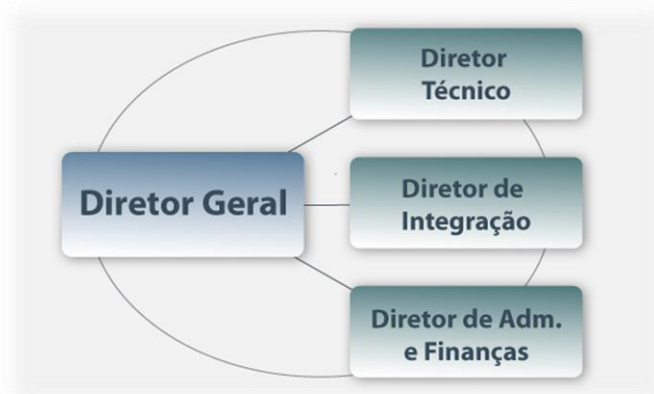 Diretor
Técnico
Diretor Geral
Diretor de
Integração
Diretor de Adm.
e Finanças